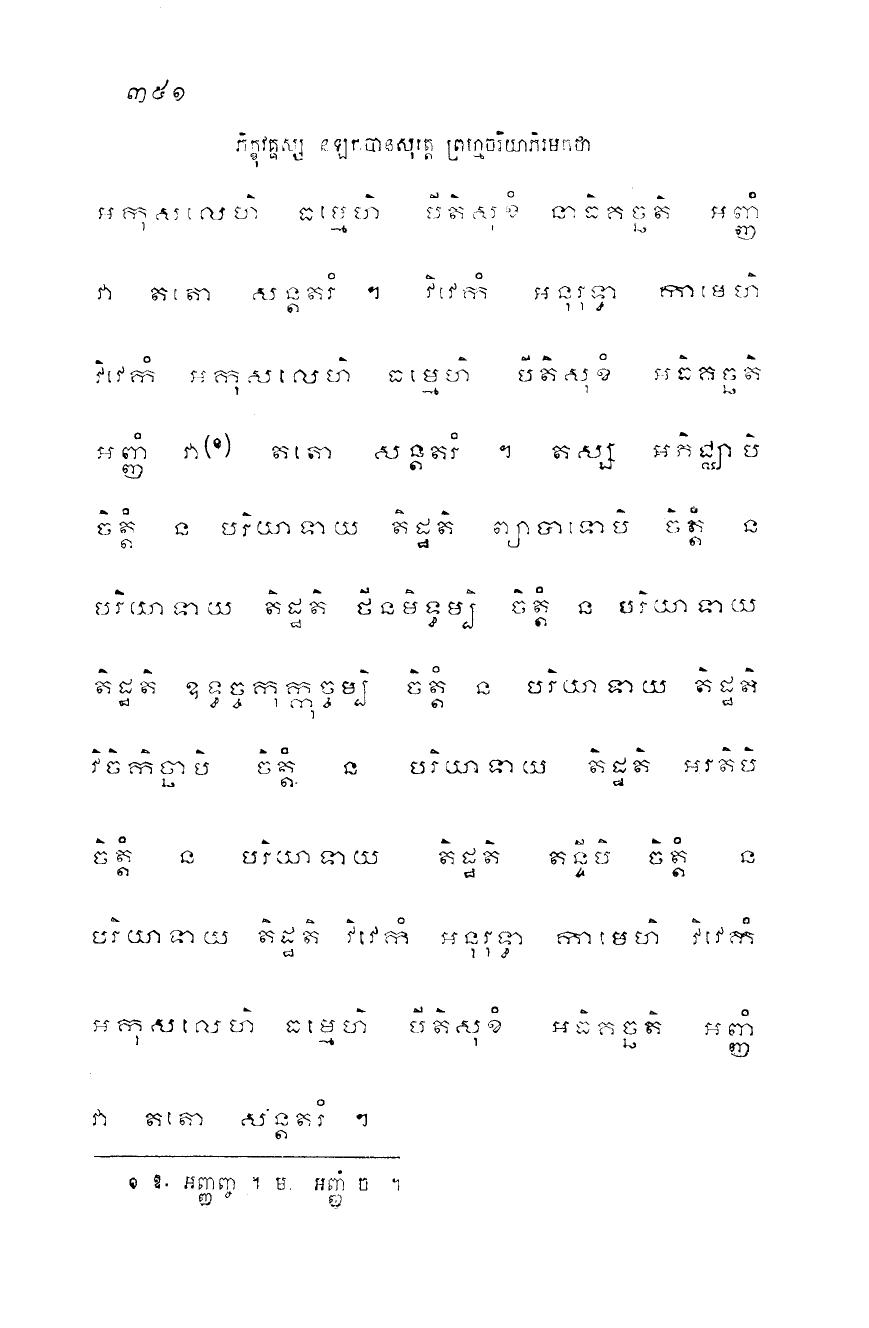 ៣៥១
ភិក្ខុវគ្គស្ស នឡកបានសុត្តេ ព្រហ្មចរិយាភិរមកថា
អកុសលេហិ ធម្មេហិ បីតិសុខំ នាធិគច្ឆតិ អញ្ញំ
វា តតោ សន្តតរំ ។ វិវេកំ អនុរុទ្ធា កាមេហិ
វិវេកំ អកុសលេហិ ធម្មេហិ បីតិសុខំ អធិគច្ឆតិ
អញ្ញំ វា(១) តតោ សន្តតរំ ។ តស្ស អភិជ្ឈាបិ
ចិត្តំ ន បរិយាទាយ តិដ្ឋតិ ព្យាបាទោបិ ចិត្តំ ន
បរិយាទាយ តិដ្ឋតិ ថីនមិទ្ធម្បិ ចិត្តំ ន បរិយាទាយ
តិដ្ឋតិ ឧទ្ធច្ចកុក្កុច្ចម្បិ ចិត្តំ ន បរិយាទាយ តិដ្ឋតិ
វិចិកិច្ឆាបិ ចិត្តំ ន បរិយាទាយ តិដ្ឋតិ អរតិបិ
ចិត្តំ ន បរិយាទាយ តិដ្ឋតិ តន្ទីបិ ចិត្តំ ន
បរិយាទាយ តិដ្ឋតិ វិវេកំ អនុរុទ្ធា កាមេហិ វិវេកំ
អកុសលេហិ ធម្មេហិ បីតិសុខំ អធិគច្ឆតិ អញ្ញំ
វា តតោ សន្តតរំ ។
១ ឱ. អញ្ញញ្ច ។ ម. អញ្ញំ ច ។